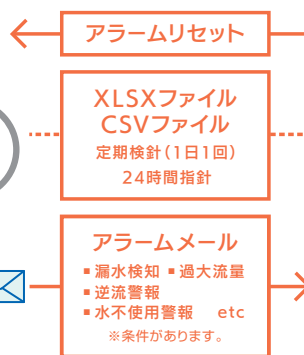 アラームリセット
XLSXファイル
CSVファイル
定期検針(1日1回)
24時間指針
アラームメール
▪漏水検知 ▪過大流量
▪逆流警報
▪水不使用警報 etc
※条件があります。